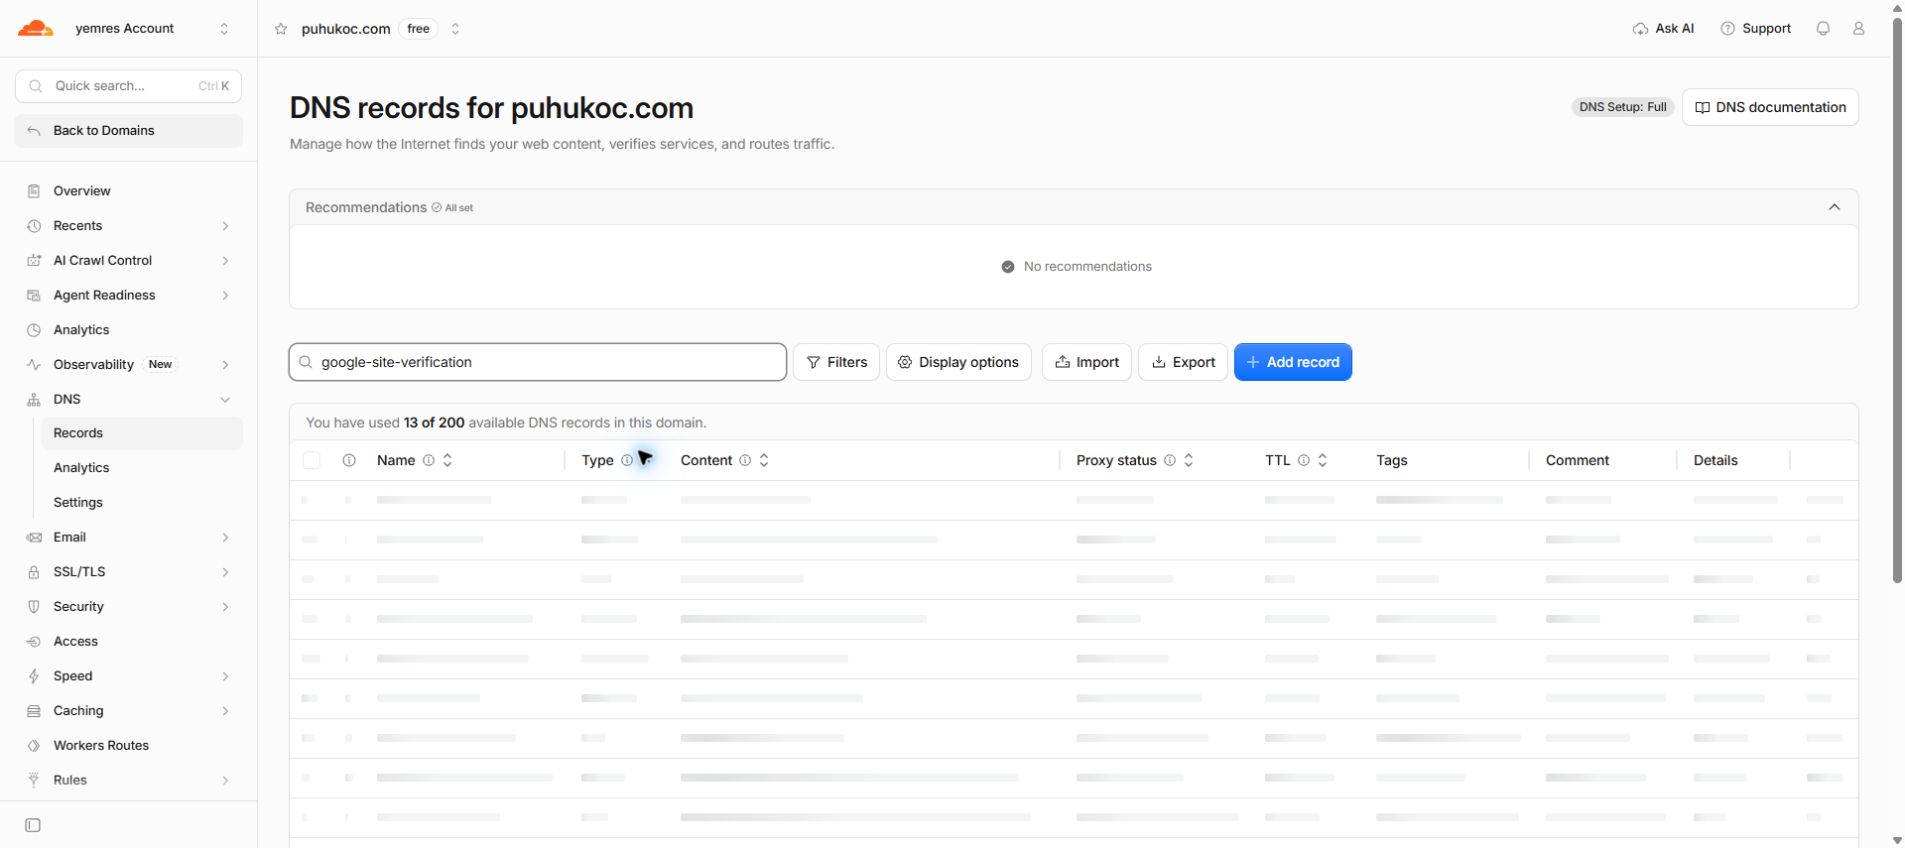 yemres Account
puhukoc.com free
Ask AI
Support
Quick search... Ctrl K
Back to Domains
Overview
Recents
AI Crawl Control
Agent Readiness
Analytics
Observability New
DNS
Records
Analytics
Settings
Email
SSL/TLS
Security
Access
Speed
Caching
Workers Routes
Rules
DNS records for puhukoc.com
DNS Setup: Full
DNS documentation
Manage how the Internet finds your web content, verifies services, and routes traffic.
Recommendations All set
No recommendations
google-site-verification
Filters
Display options
Import
Export
Add record
You have used 13 of 200 available DNS records in this domain.
Name Type Content Proxy status TTL Tags Comment Details